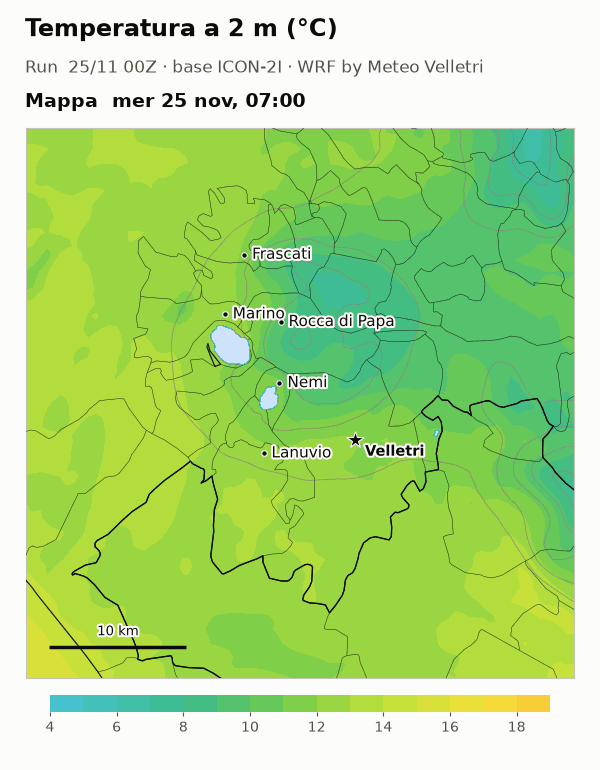 Temperatura a 2 m (°C)
Run  25/11 00Z · base ICON-2I · WRF by Meteo Velletri
Mappa  mer 25 nov, 07:00
Frascati
Marino
Rocca di Papa
Nemi
Velletri
Lanuvio
10 km
4 6 8 10 12 14 16 18